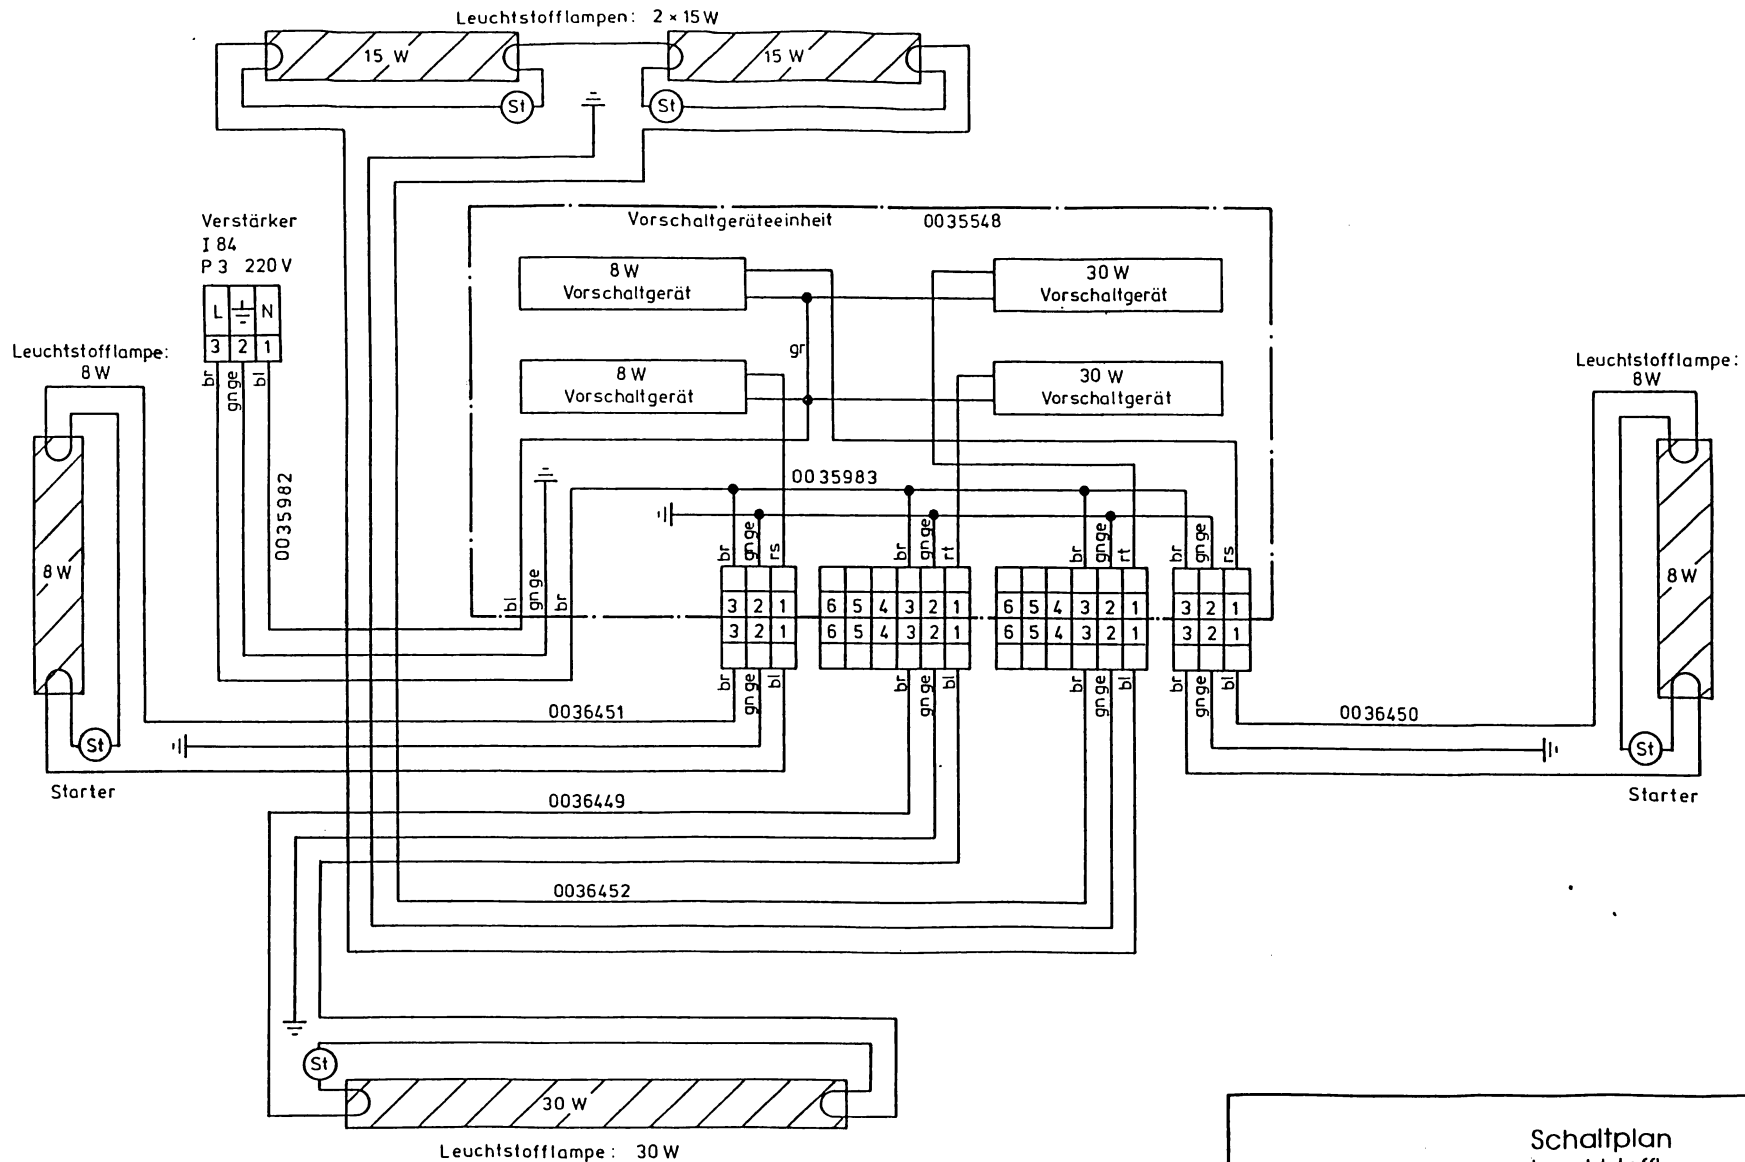 Leuchtstofflampen: 2 × 15 W
15 W
15 W
St
St
Verstärker
I 84
P 3 220 V
L N
3 2 1
br
gnge
bl
0035982
Vorschaltgeräteeinheit 0035548
8 W
Vorschaltgerät
30 W
Vorschaltgerät
gr
8 W
Vorschaltgerät
30 W
Vorschaltgerät
0035983
Leuchtstofflampe:
8 W
8 W
Leuchtstofflampe:
8 W
8 W
bl
gnge
br
br
gnge
rs
br
gnge
rt
br
gnge
rt
br
gnge
rs
3 2 1
6 5 4 3 2 1
6 5 4 3 2 1
3 2 1
3 2 1
6 5 4 3 2 1
6 5 4 3 2 1
3 2 1
br
gnge
bl
br
gnge
bl
br
gnge
bl
br
gnge
bl
0036451
0036450
St
Starter
St
Starter
0036449
0036452
St
30 W
Leuchtstofflampe: 30 W
Schaltplan